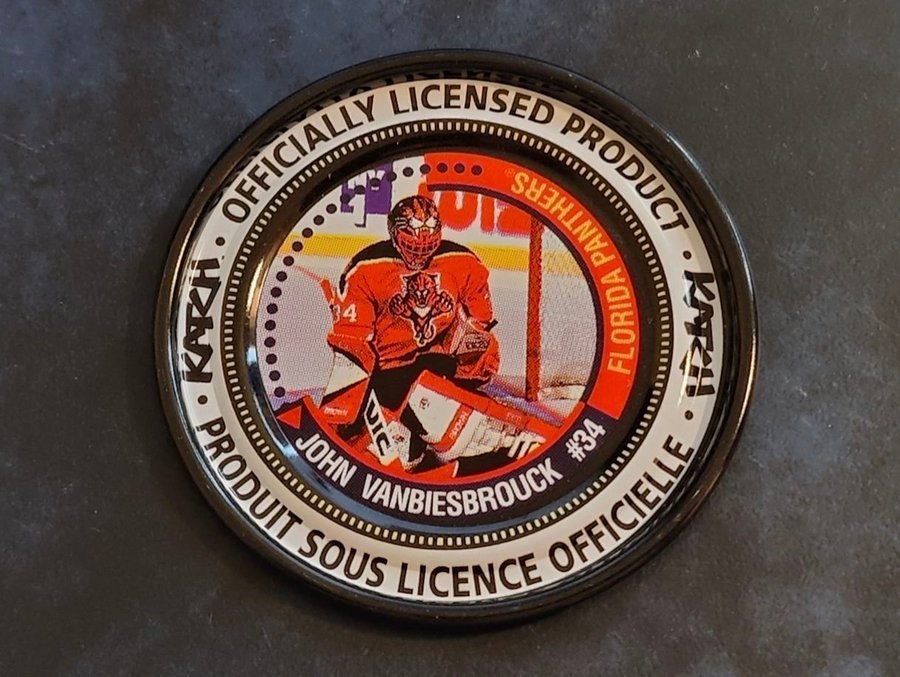 · OFFICIALLY LICENSED PRODUCT ·
KATCH
KATCH
FLORIDA PANTHERS®
34
JOHN VANBIESBROUCK #34
· PRODUIT SOUS LICENCE OFFICIELLE ·